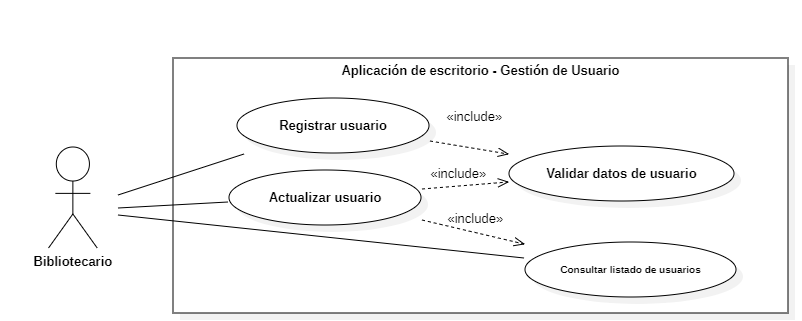 Aplicación de escritorio - Gestión de Usuario
Registrar usuario
«include»
Validar datos de usuario
«include»
Actualizar usuario
«include»
Bibliotecario
Consultar listado de usuarios